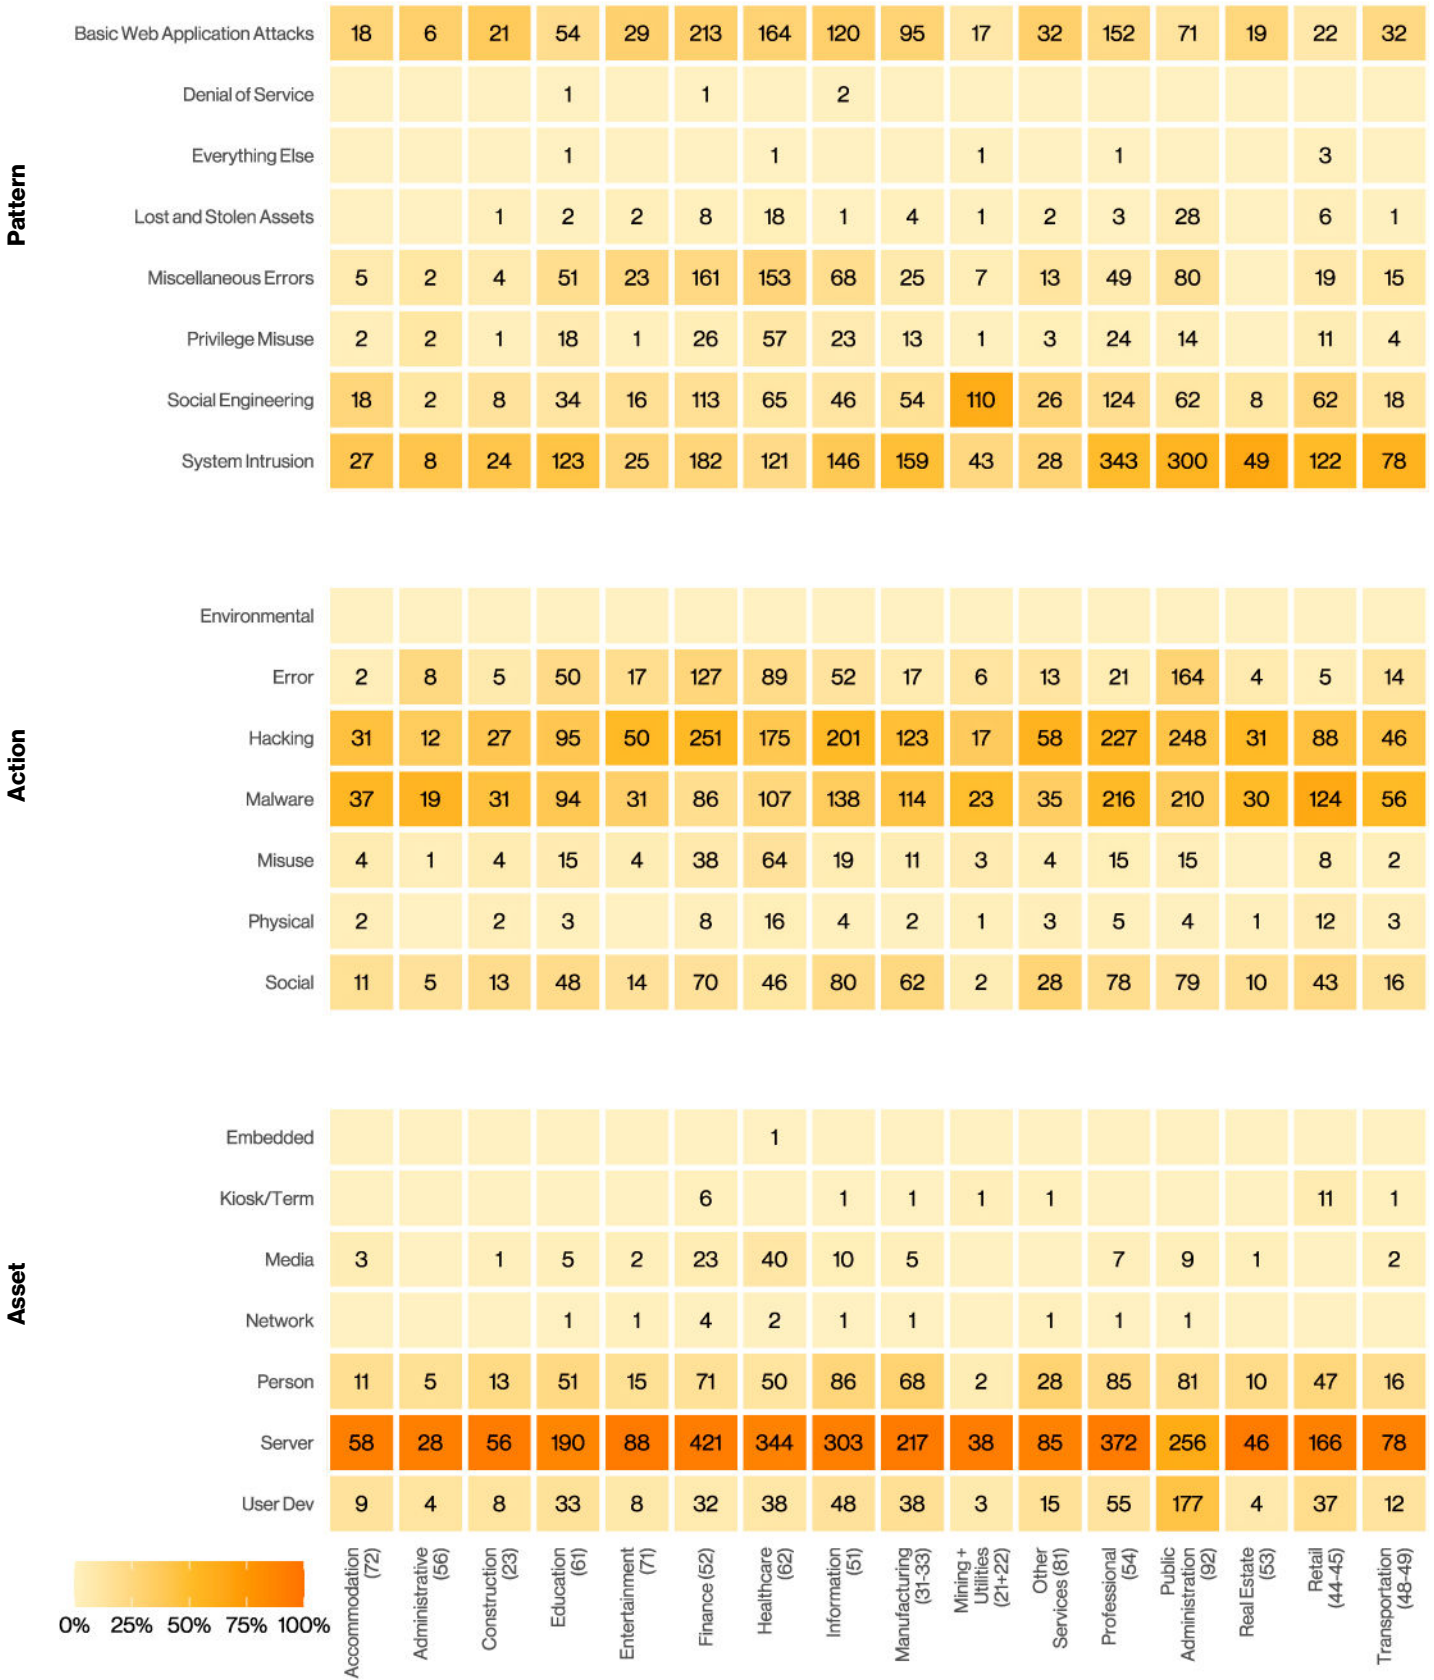 Pattern
Basic Web Application Attacks 18 6 21 54 29 213 164 120 95 17 32 152 71 19 22 32
Denial of Service 1 1 2
Everything Else 1 1 1 1 3
Lost and Stolen Assets 1 2 2 8 18 1 4 1 2 3 28 6 1
Miscellaneous Errors 5 2 4 51 23 161 153 68 25 7 13 49 80 19 15
Privilege Misuse 2 2 1 18 1 26 57 23 13 1 3 24 14 11 4
Social Engineering 18 2 8 34 16 113 65 46 54 110 26 124 62 8 62 18
System Intrusion 27 8 24 123 25 182 121 146 159 43 28 343 300 49 122 78
Action
Environmental
Error 2 8 5 50 17 127 89 52 17 6 13 21 164 4 5 14
Hacking 31 12 27 95 50 251 175 201 123 17 58 227 248 31 88 46
Malware 37 19 31 94 31 86 107 138 114 23 35 216 210 30 124 56
Misuse 4 1 4 15 4 38 64 19 11 3 4 15 15 8 2
Physical 2 2 3 8 16 4 2 1 3 5 4 1 12 3
Social 11 5 13 48 14 70 46 80 62 2 28 78 79 10 43 16
Asset
Embedded 1
Kiosk/Term 6 1 1 1 1 11 1
Media 3 1 5 2 23 40 10 5 7 9 1 2
Network 1 1 4 2 1 1 1 1 1
Person 11 5 13 51 15 71 50 86 68 2 28 85 81 10 47 16
Server 58 28 56 190 88 421 344 303 217 38 85 372 256 46 166 78
User Dev 9 4 8 33 8 32 38 48 38 3 15 55 177 4 37 12
0% 25% 50% 75% 100%
Accommodation
(72)
Administrative
(56)
Construction
(23)
Education
(61)
Entertainment
(71)
Finance (52)
Healthcare
(62)
Information
(51)
Manufacturing
(31-33)
Mining +
Utilities
(21+22)
Other
Services (81)
Professional
(54)
Public
Administration
(92)
Real Estate
(53)
Retail
(44-45)
Transportation
(48-49)